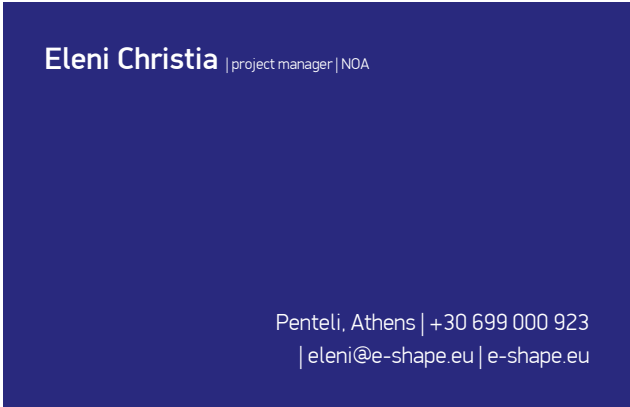 Eleni Christia | project manager | NOA
Penteli, Athens | +30 699 000 923
| eleni@e-shape.eu | e-shape.eu